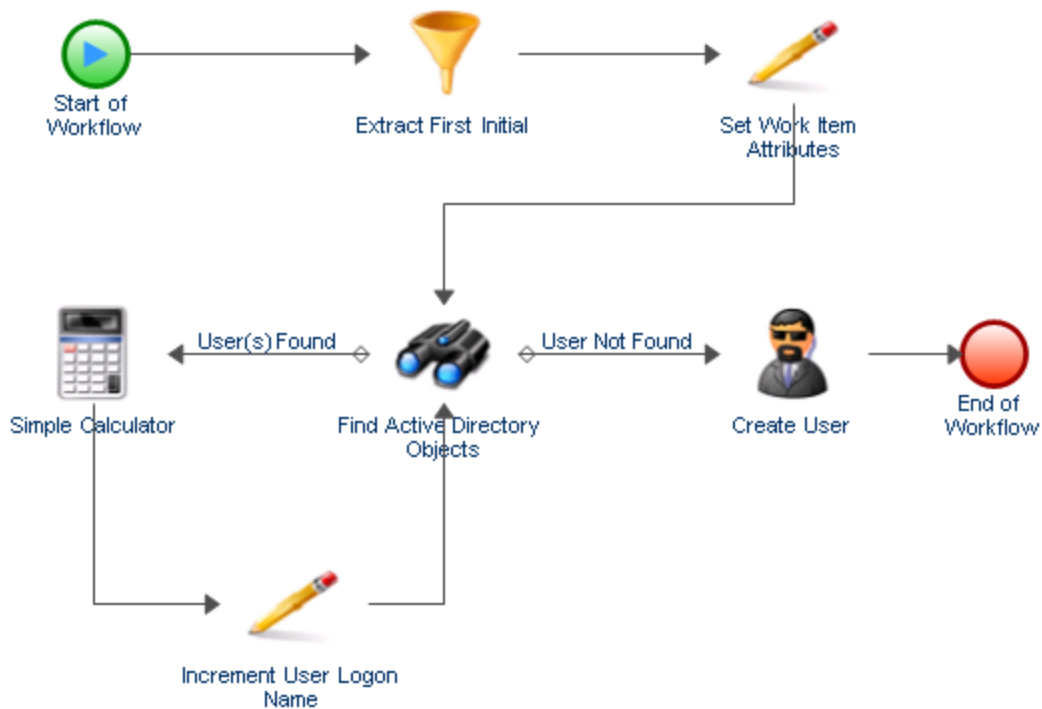 Start of
Workflow
Extract First Initial
Set Work Item
Attributes
User(s) Found
User Not Found
Simple Calculator
Find Active Directory
Objects
Create User
End of
Workflow
Increment User Logon
Name